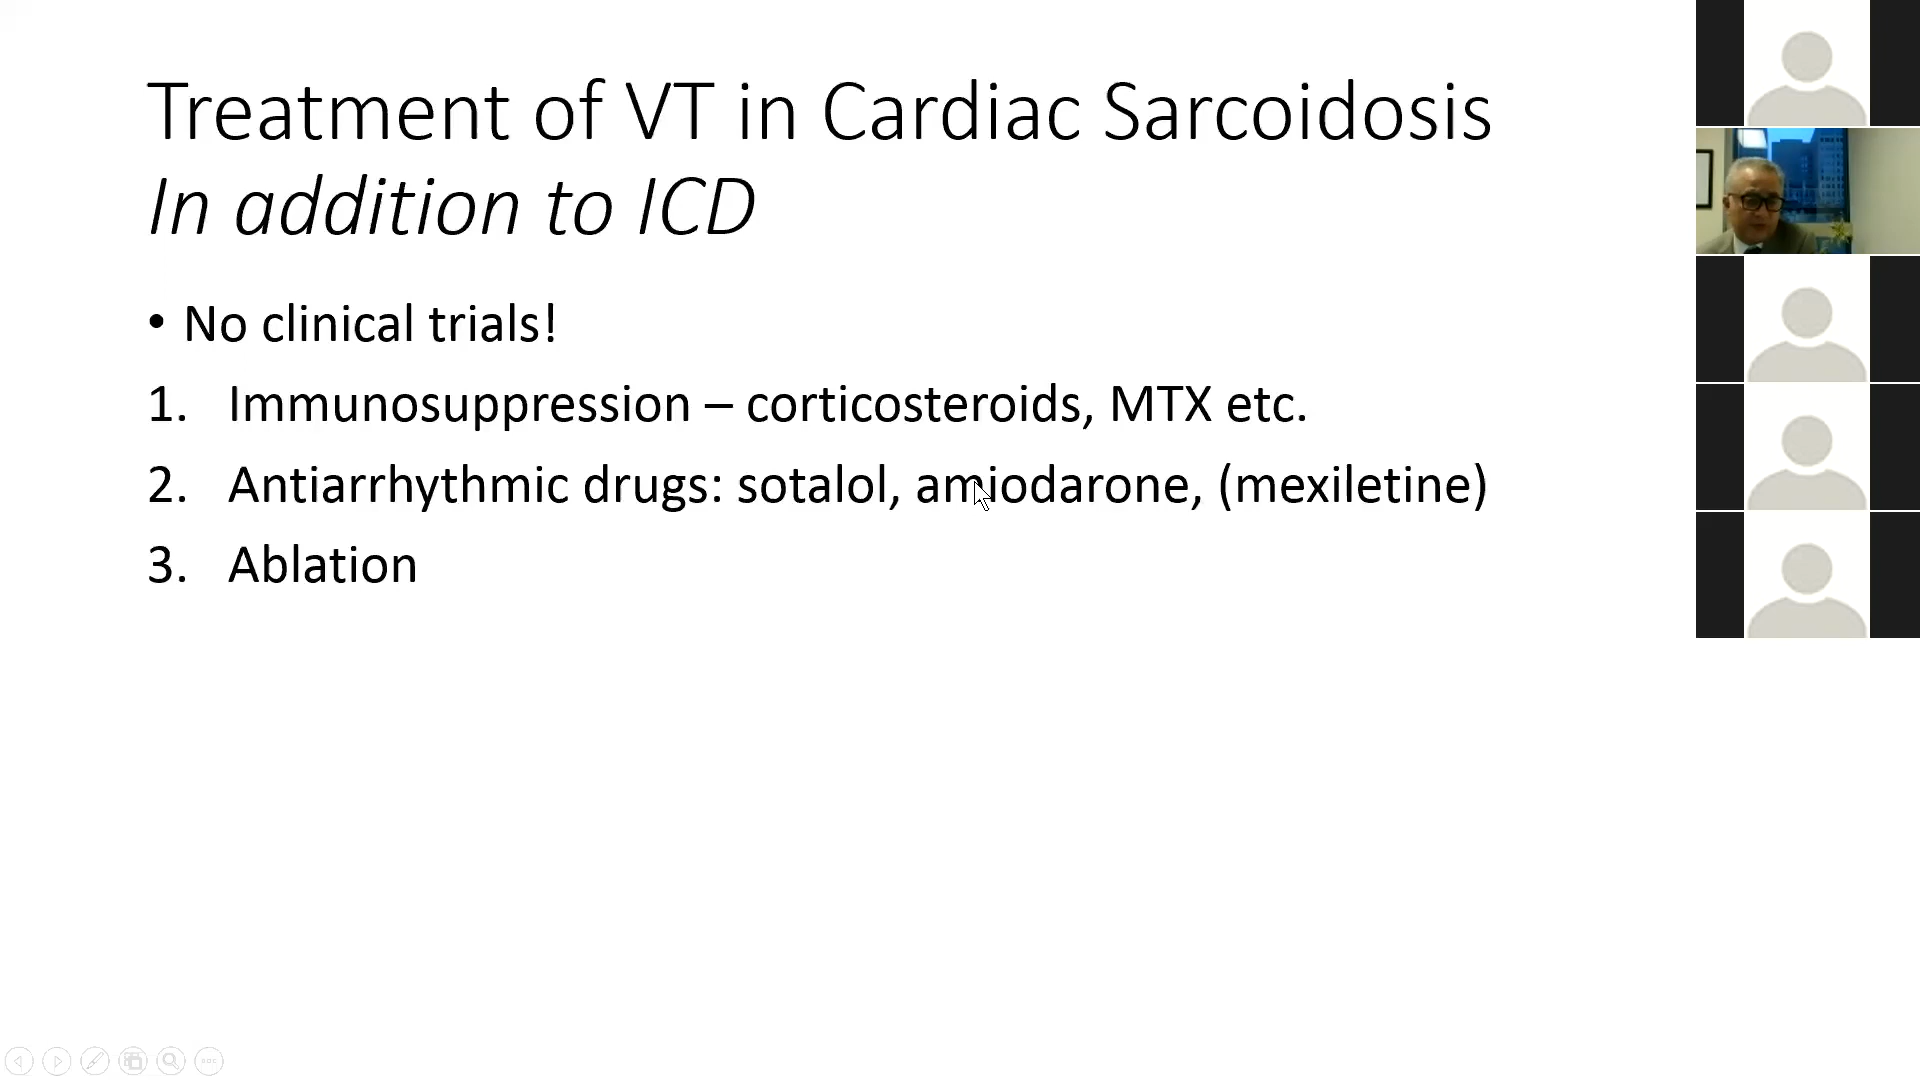 Treatment of VT in Cardiac Sarcoidosis
In addition to ICD
• No clinical trials!
1. Immunosuppression – corticosteroids, MTX etc.
2. Antiarrhythmic drugs: sotalol, amiodarone, (mexiletine)
3. Ablation